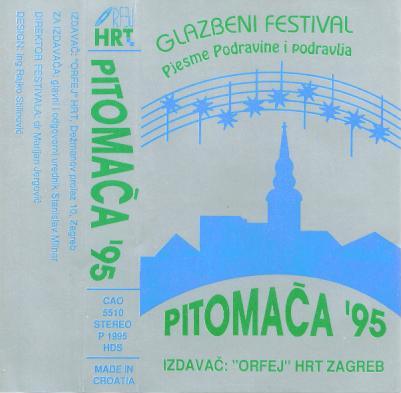 IZDAVAČ: "ORFEJ" HRT, Dežmanov prolaz 10, Zagreb
ZA IZDAVAČA: glavni i odgovorni urednik Stanislav Mlinar
DIREKTOR FESTIVALA: dr Marijan Jergović
DESIGN: ing Rajko Stilinović
ORFEJ
HRT
PITOMAČA '95
CAO
5510
STEREO
P 1995
HDS
MADE IN
CROATIA
GLAZBENI FESTIVAL
Pjesme Podravine i podravlja
PITOMAČA '95
IZDAVAČ: "ORFEJ" HRT ZAGREB